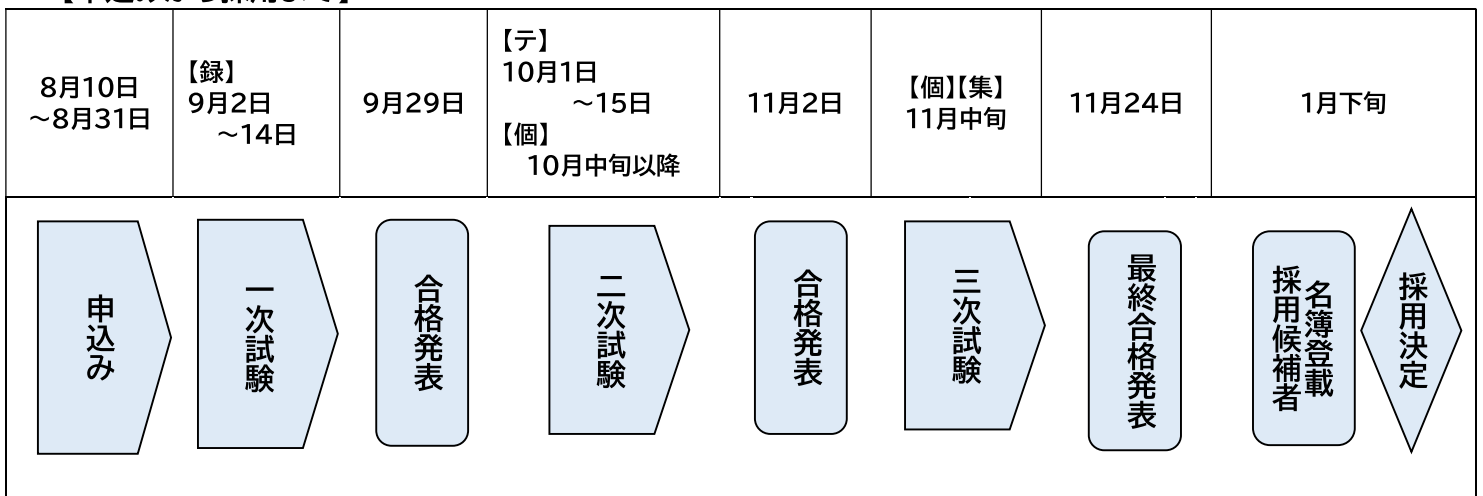 8月10日
～8月31日
【録】
9月2日
～14日
9月29日
【テ】
10月1日
～15日
【個】
10月中旬以降
11月2日
【個】【集】
11月中旬
11月24日
1月下旬
申込み
一次試験
合格発表
二次試験
合格発表
三次試験
最終合格発表
名簿登載
採用候補者
採用決定